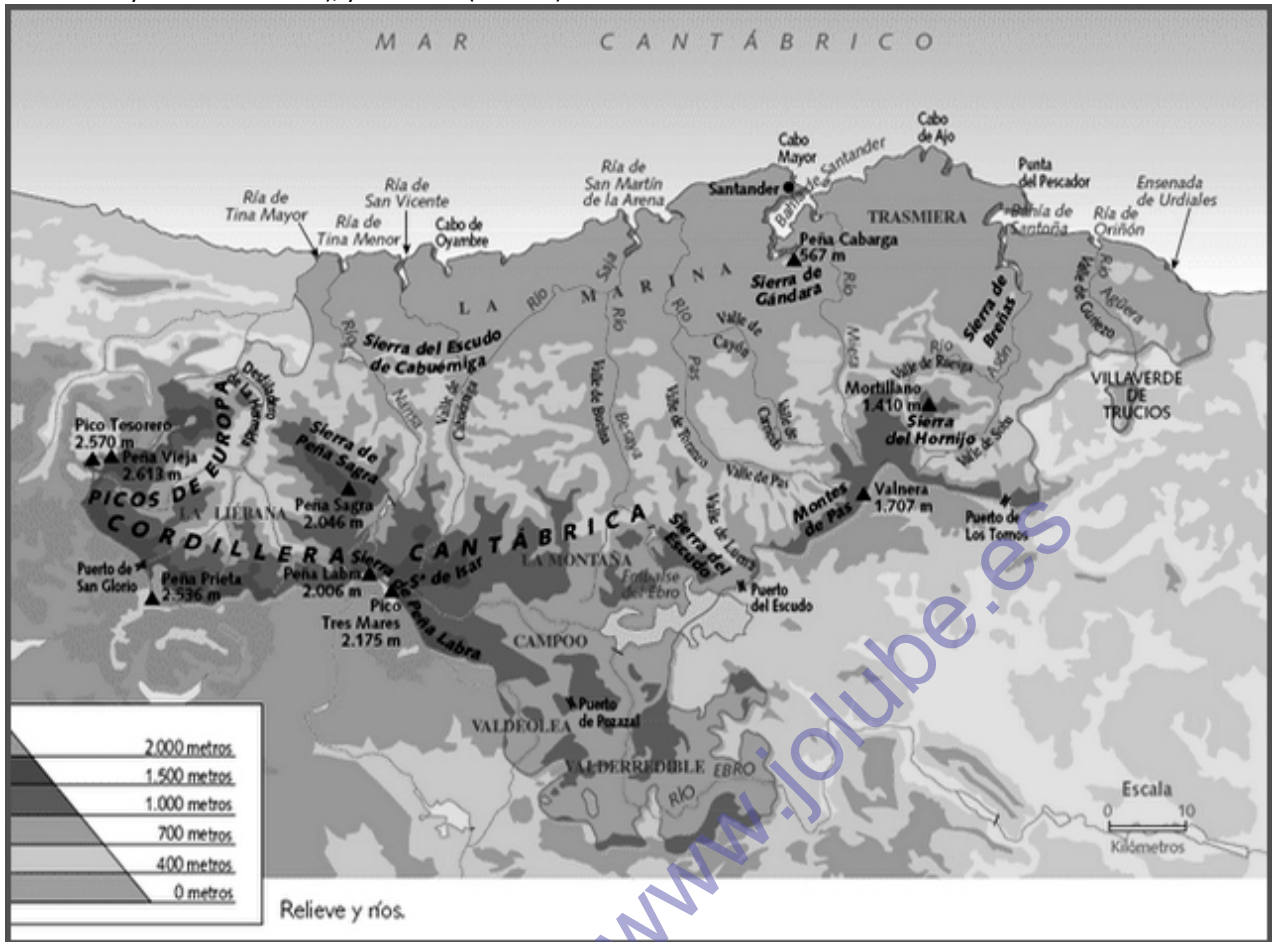 MAR CANTÁBRICO
Cabo
de Ajo
Cabo
Mayor
Bahía de Santander
Santander
Bahía de Santander
Punta
del Pescador
Ensenada
de Urdiales
Ría de
San Martín
de la Arena
Ría de
San Vicente
Ría de
Tina Mayor
Ría de
Tina Menor
Cabo de
Oyambre
TRASMIERA
Bahía de
Santoña
Ría de
Oriñón
Peña Cabarga
567 m
Sierra de
Gándara
LA MARINA
Río Saja
Río Besaya
Río Pas
Río Miera
Río Nansa
Río Asón
Río Agüera
Valle de Guriezo
Sierra de
Breñas
Sierra del Escudo
de Cabuérniga
Valle de
Cabuérniga
Valle de Buelna
Valle de Toranzo
Valle de
Cayón
Valle de
Carriedo
Valle de Pas
Valle de Luena
Valle de Ruesga
Valle de Soba
Mortillano
1.410 m
Sierra
del Hornijo
VILLAVERDE
DE
TRUCIOS
Desfiladero
de La Hermida
Pico Tesorero
2.570 m
Peña Vieja
2.613 m
PICOS DE EUROPA
LA LIÉBANA
Sierra de
Peña Sagra
Peña Sagra
2.046 m
CORDILLERA CANTÁBRICA
Montes
de Pas
Valnera
1.707 m
Puerto de
Los Tornos
Puerto de
San Glorio
Peña Prieta
2.536 m
Peña Labra
2.006 m
Sierra de Peña Labra
Sª de Isar
LA MONTAÑA
Embalse
del Ebro
Sierra del
Escudo
Puerto
del Escudo
Pico
Tres Mares
2.175 m
CAMPOO
Puerto
de Pozazal
VALDEOLEA
VALDERREDIBLE
RÍO EBRO
2.000 metros
1.500 metros
1.000 metros
700 metros
400 metros
0 metros
Escala
0 10
Kilómetros
Relieve y ríos.
www.jolube.es